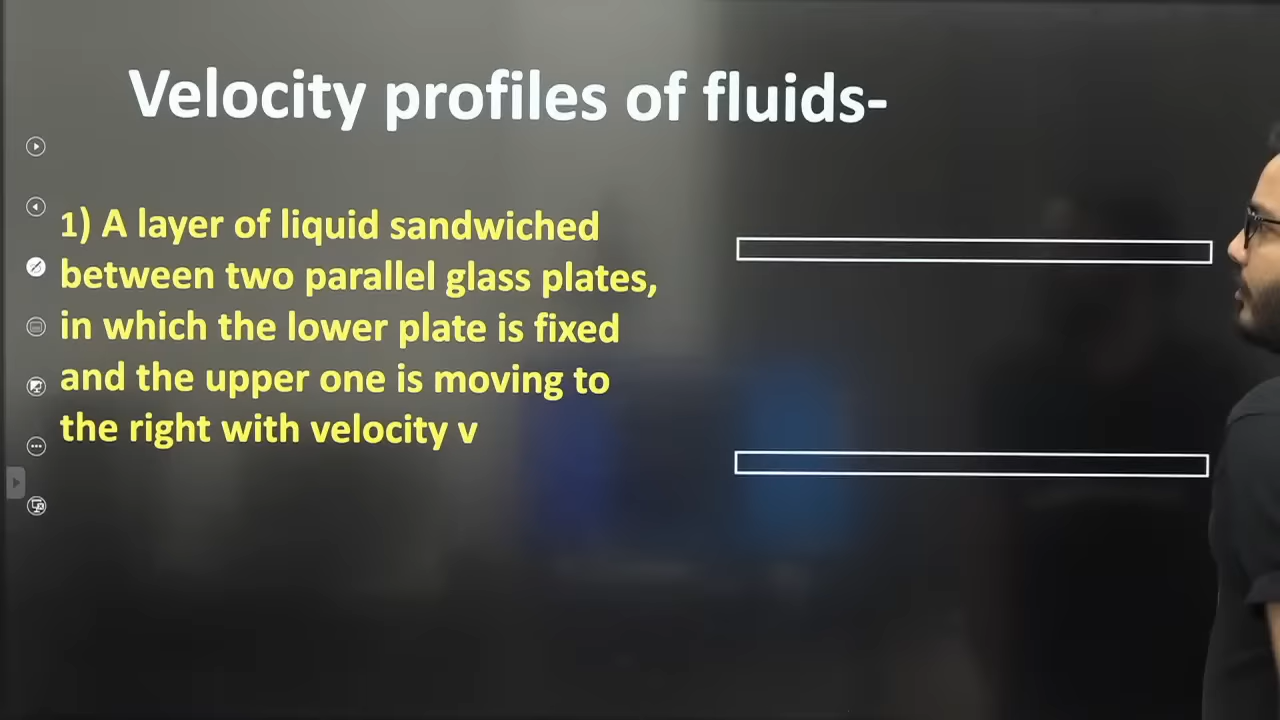 Velocity profiles of fluids-
1) A layer of liquid sandwiched
between two parallel glass plates,
in which the lower plate is fixed
and the upper one is moving to
the right with velocity v